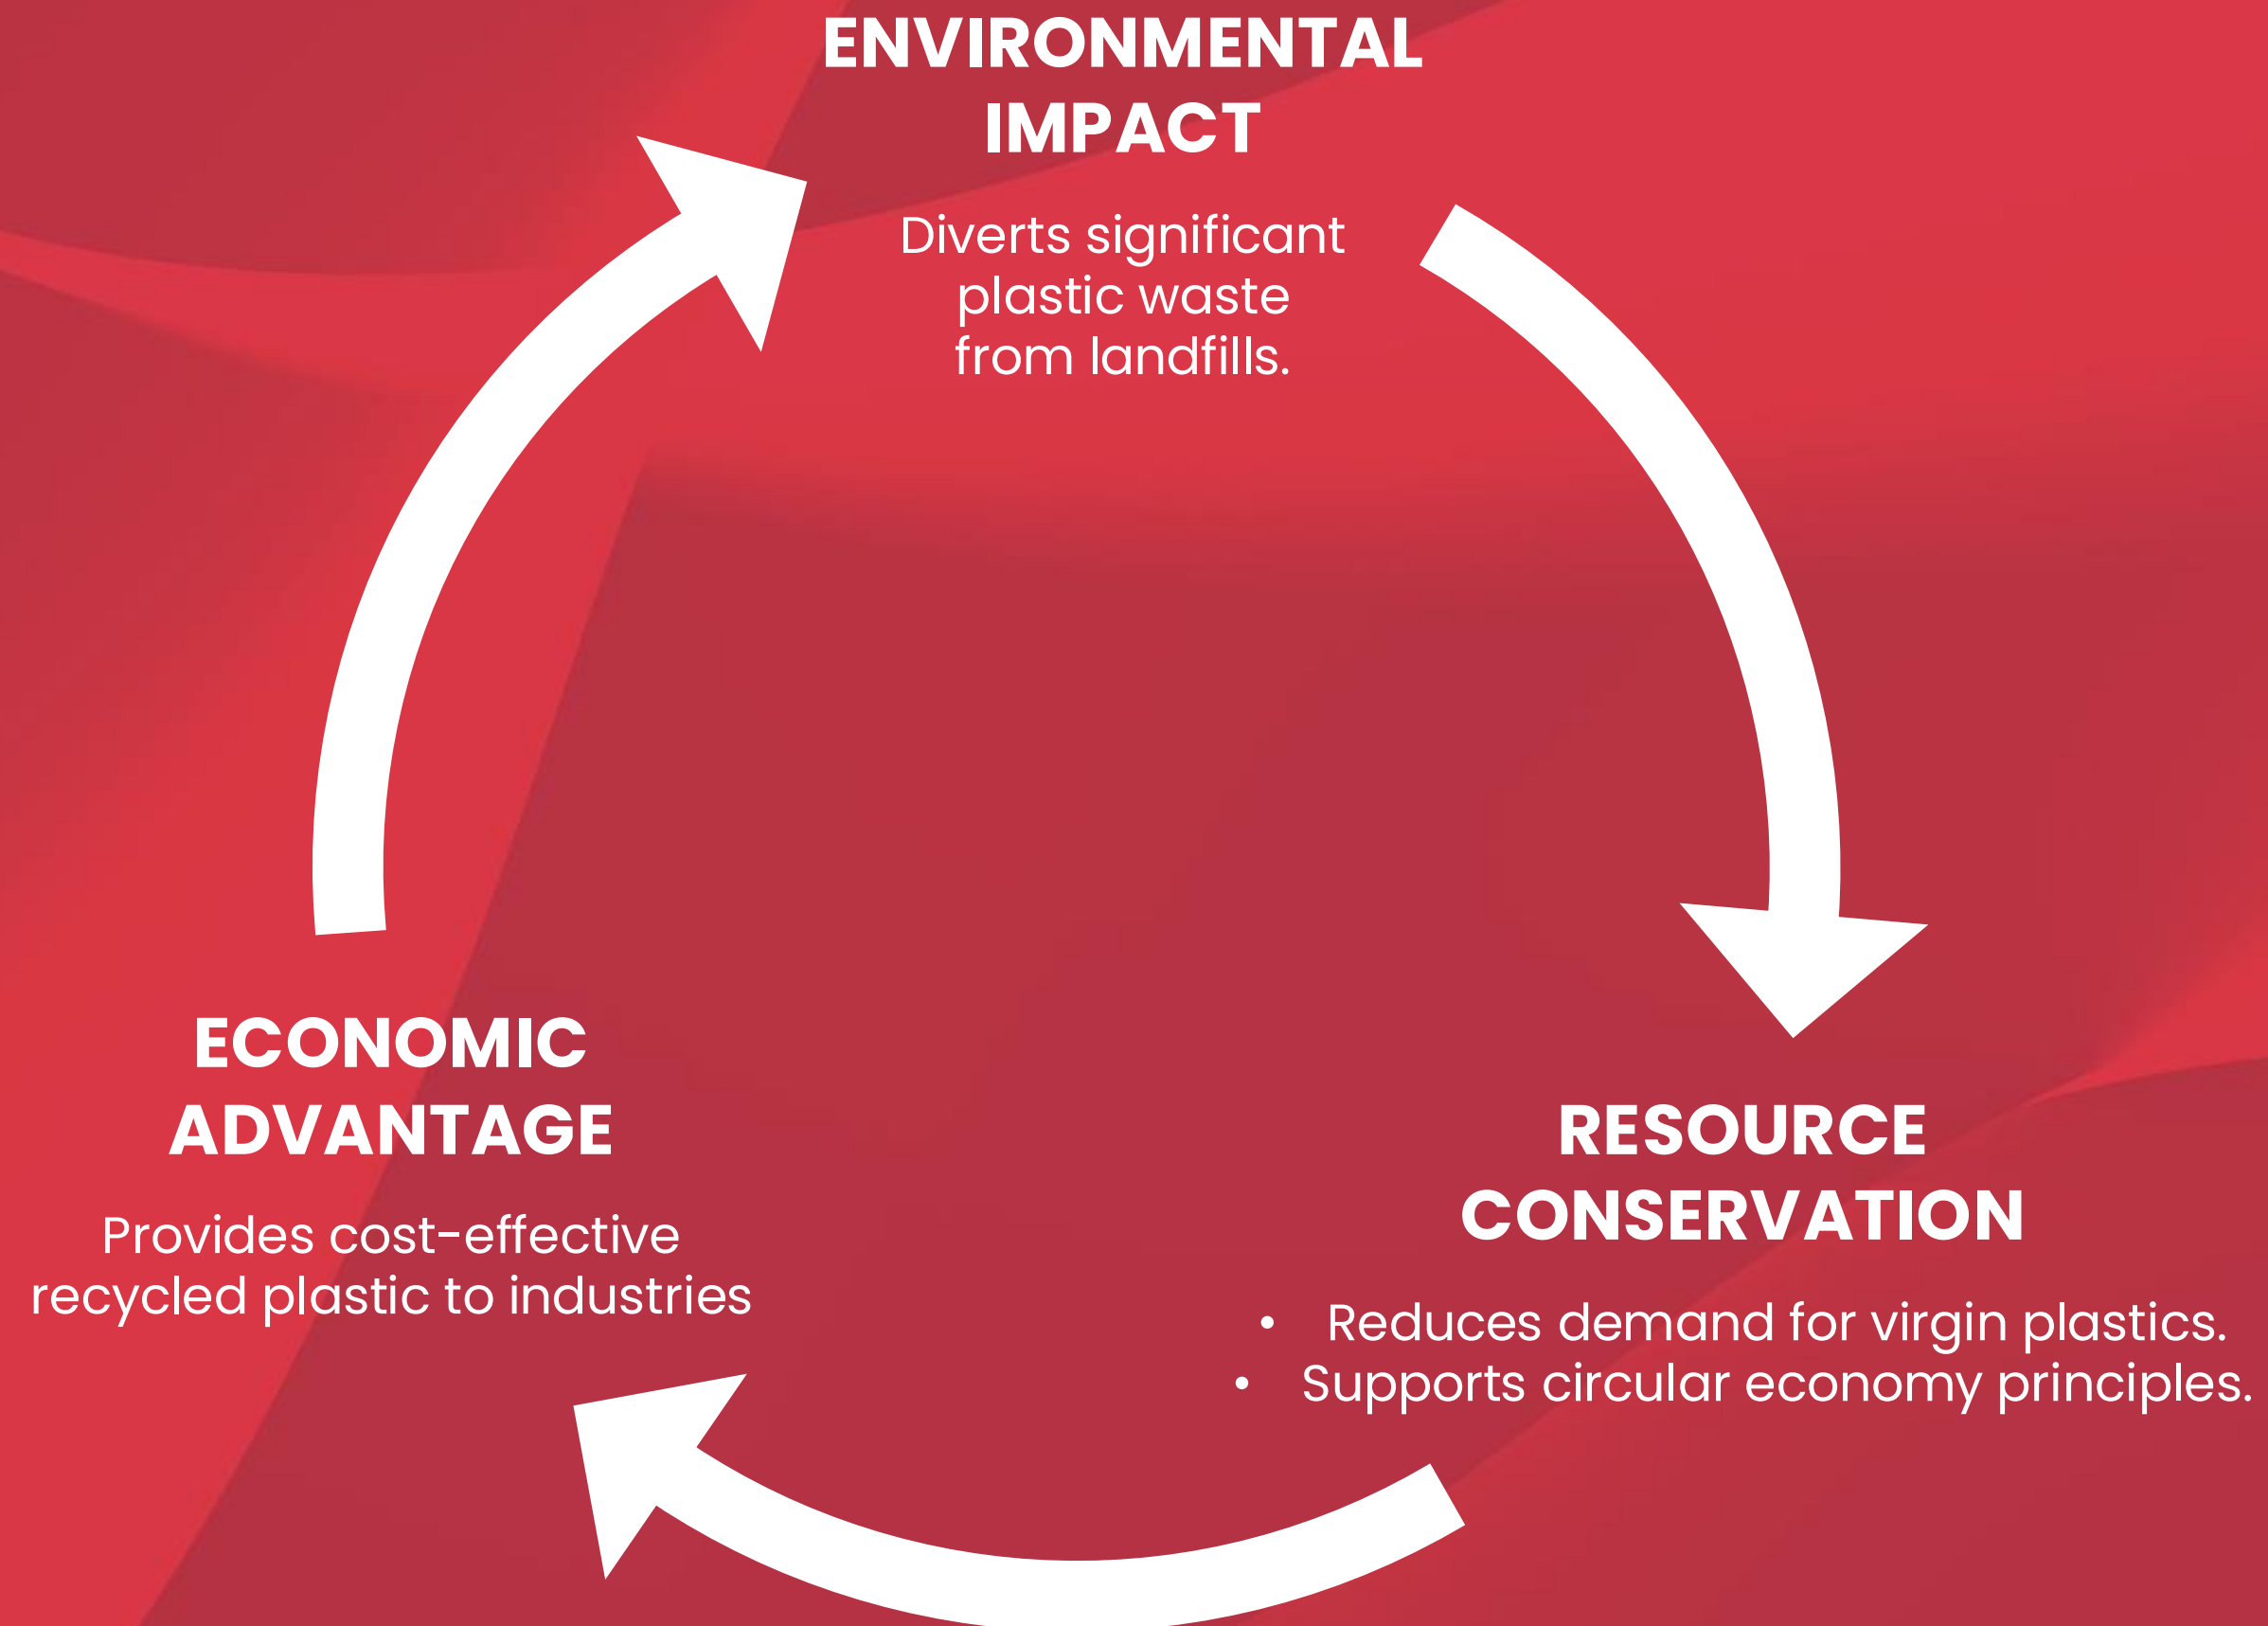 ENVIRONMENTAL
IMPACT
Diverts significant
plastic waste
from landfills.
ECONOMIC
ADVANTAGE
Provides cost-effective
recycled plastic to industries
RESOURCE
CONSERVATION
• Reduces demand for virgin plastics.
• Supports circular economy principles.